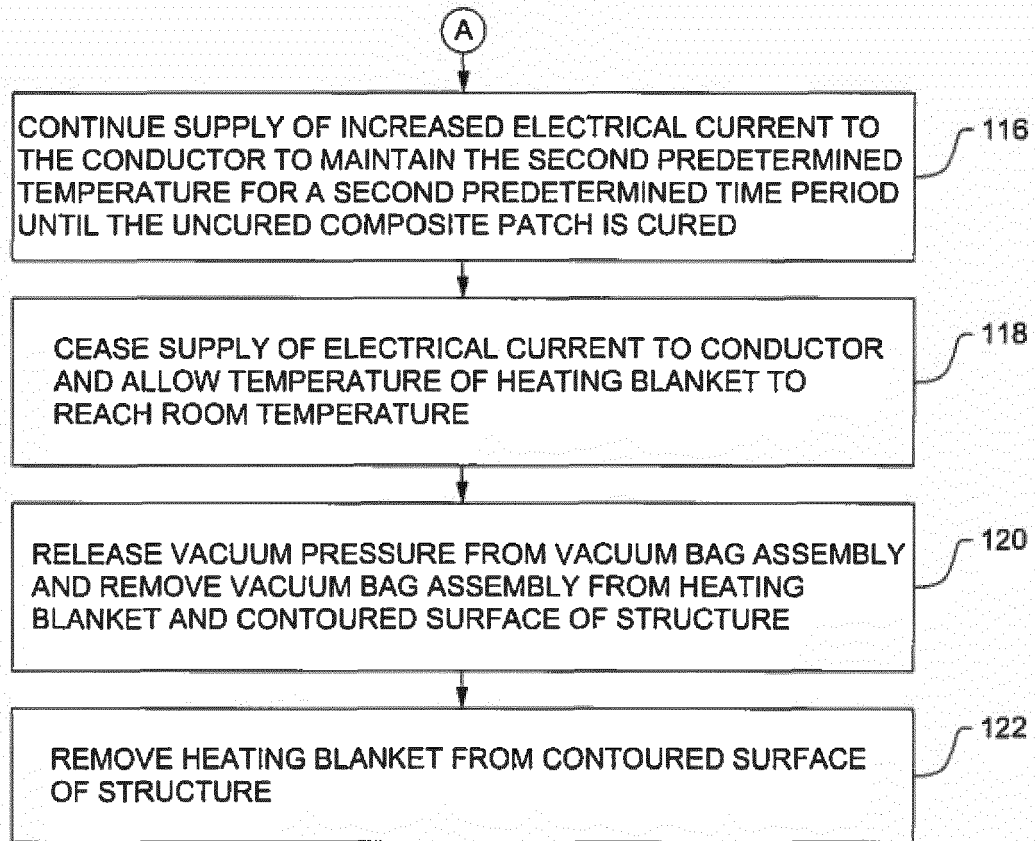 A
CONTINUE SUPPLY OF INCREASED ELECTRICAL CURRENT TO
THE CONDUCTOR TO MAINTAIN THE SECOND PREDETERMINED
TEMPERATURE FOR A SECOND PREDETERMINED TIME PERIOD
UNTIL THE UNCURED COMPOSITE PATCH IS CURED
116
CEASE SUPPLY OF ELECTRICAL CURRENT TO CONDUCTOR
AND ALLOW TEMPERATURE OF HEATING BLANKET TO
REACH ROOM TEMPERATURE
118
RELEASE VACUUM PRESSURE FROM VACUUM BAG ASSEMBLY
AND REMOVE VACUUM BAG ASSEMBLY FROM HEATING
BLANKET AND CONTOURED SURFACE OF STRUCTURE
120
REMOVE HEATING BLANKET FROM CONTOURED SURFACE
OF STRUCTURE
122